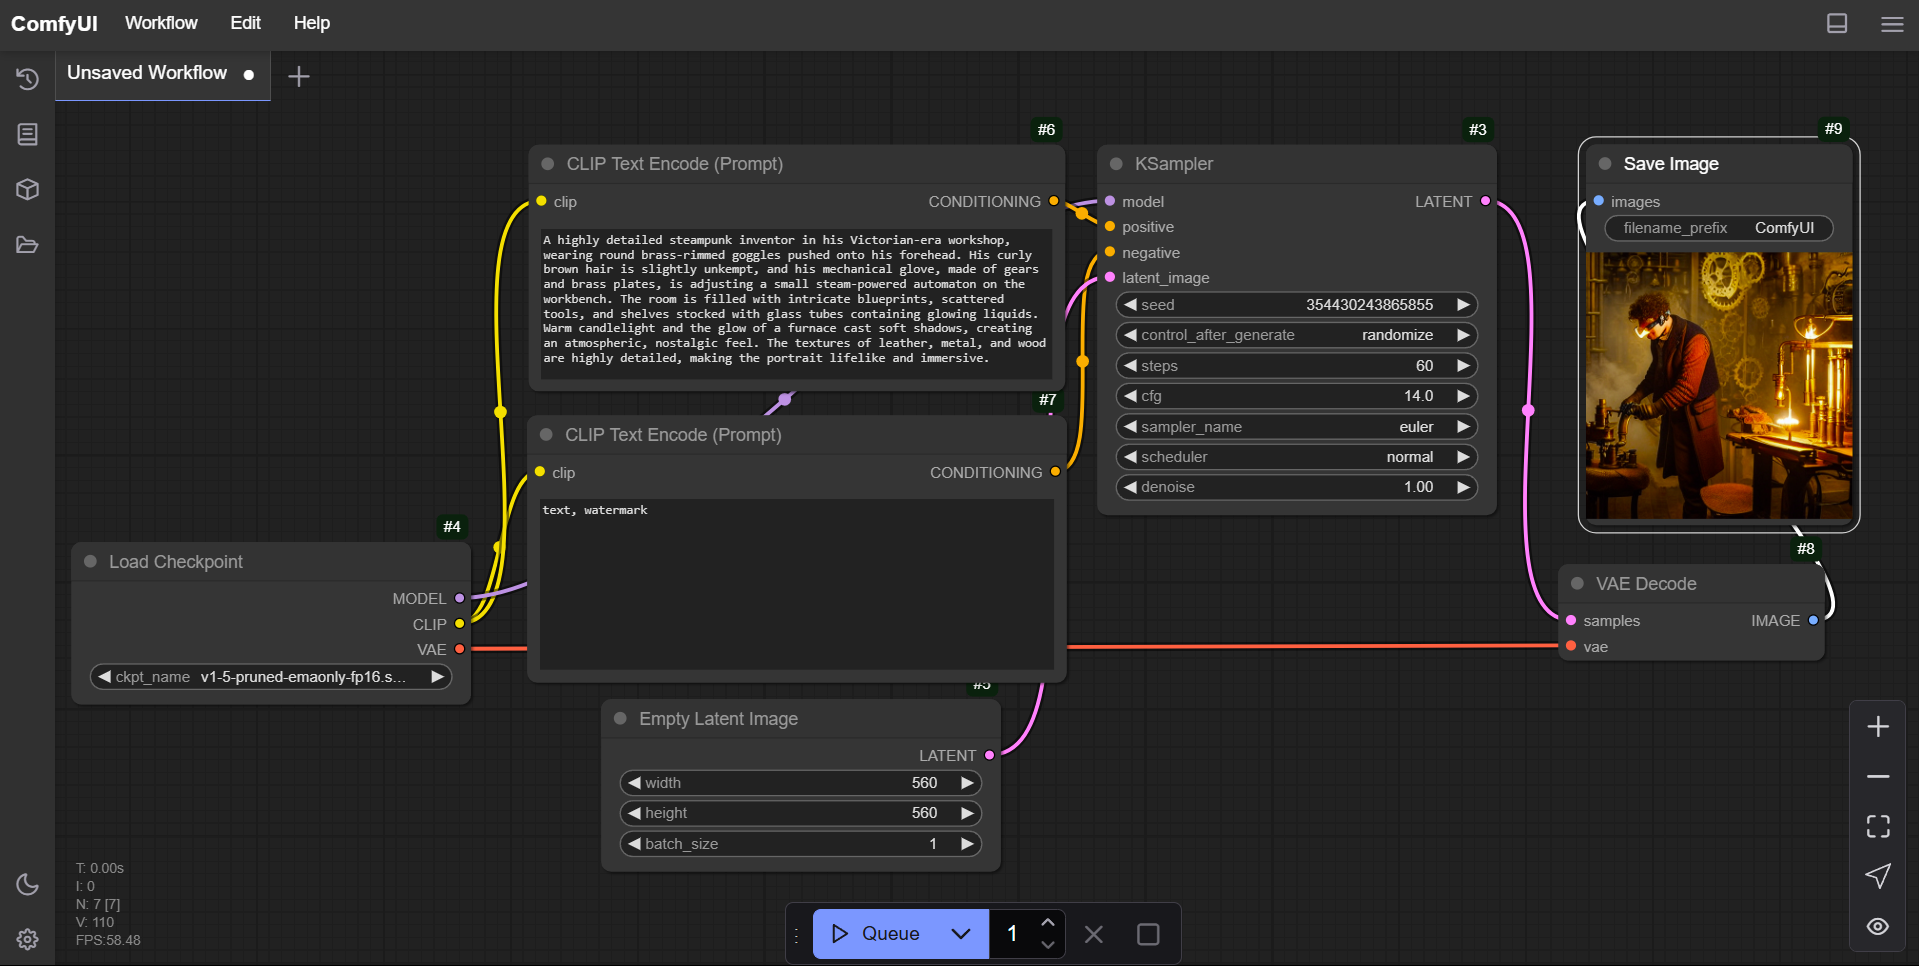 ComfyUI Workflow Edit Help
Unsaved Workflow
#6
CLIP Text Encode (Prompt)
clip CONDITIONING
A highly detailed steampunk inventor in his Victorian-era workshop,
wearing round brass-rimmed goggles pushed onto his forehead. His curly
brown hair is slightly unkempt, and his mechanical glove, made of gears
and brass plates, is adjusting a small steam-powered automaton on the
workbench. The room is filled with intricate blueprints, scattered
tools, and shelves stocked with glass tubes containing glowing liquids.
Warm candlelight and the glow of a furnace cast soft shadows, creating
an atmospheric, nostalgic feel. The textures of leather, metal, and wood
are highly detailed, making the portrait lifelike and immersive.
#7
CLIP Text Encode (Prompt)
clip CONDITIONING
text, watermark
#3
KSampler
model LATENT
positive
negative
latent_image
seed 354430243865855
control_after_generate randomize
steps 60
cfg 14.0
sampler_name euler
scheduler normal
denoise 1.00
#9
Save Image
images
filename_prefix ComfyUI
#8
VAE Decode
samples IMAGE
vae
#4
Load Checkpoint
MODEL
CLIP
VAE
ckpt_name v1-5-pruned-emaonly-fp16.s...
#5
Empty Latent Image
LATENT
width 560
height 560
batch_size 1
T: 0.00s
I: 0
N: 7 [7]
V: 110
FPS:58.48
Queue 1